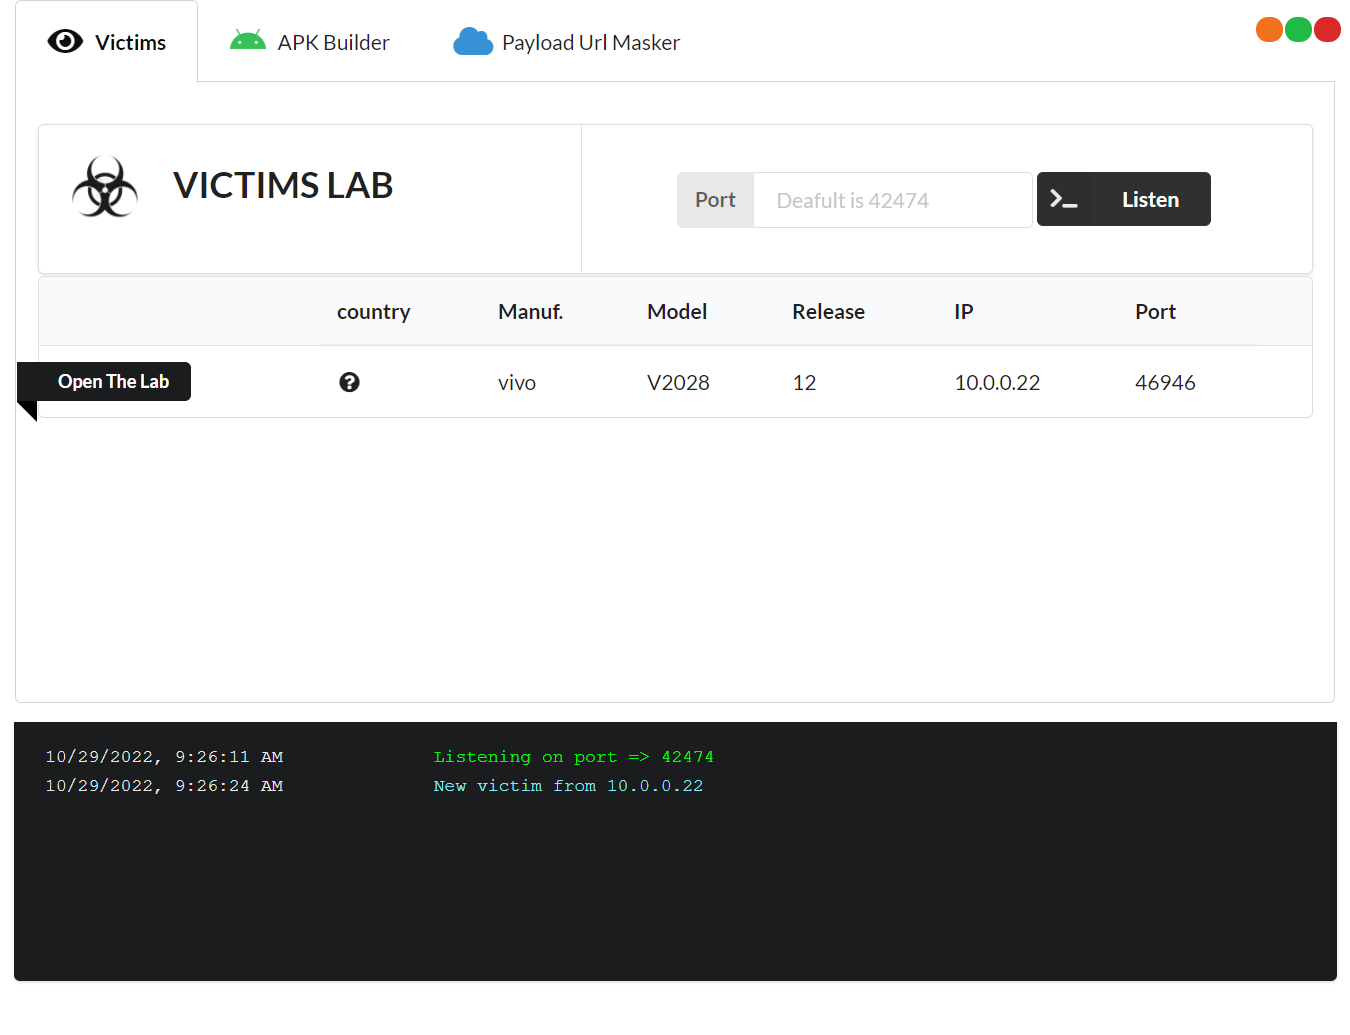 Victims APK Builder Payload Url Masker
VICTIMS LAB Port Deafult is 42474 Listen
country Manuf. Model Release IP Port
Open The Lab vivo V2028 12 10.0.0.22 46946
10/29/2022, 9:26:11 AM Listening on port => 42474
10/29/2022, 9:26:24 AM New victim from 10.0.0.22